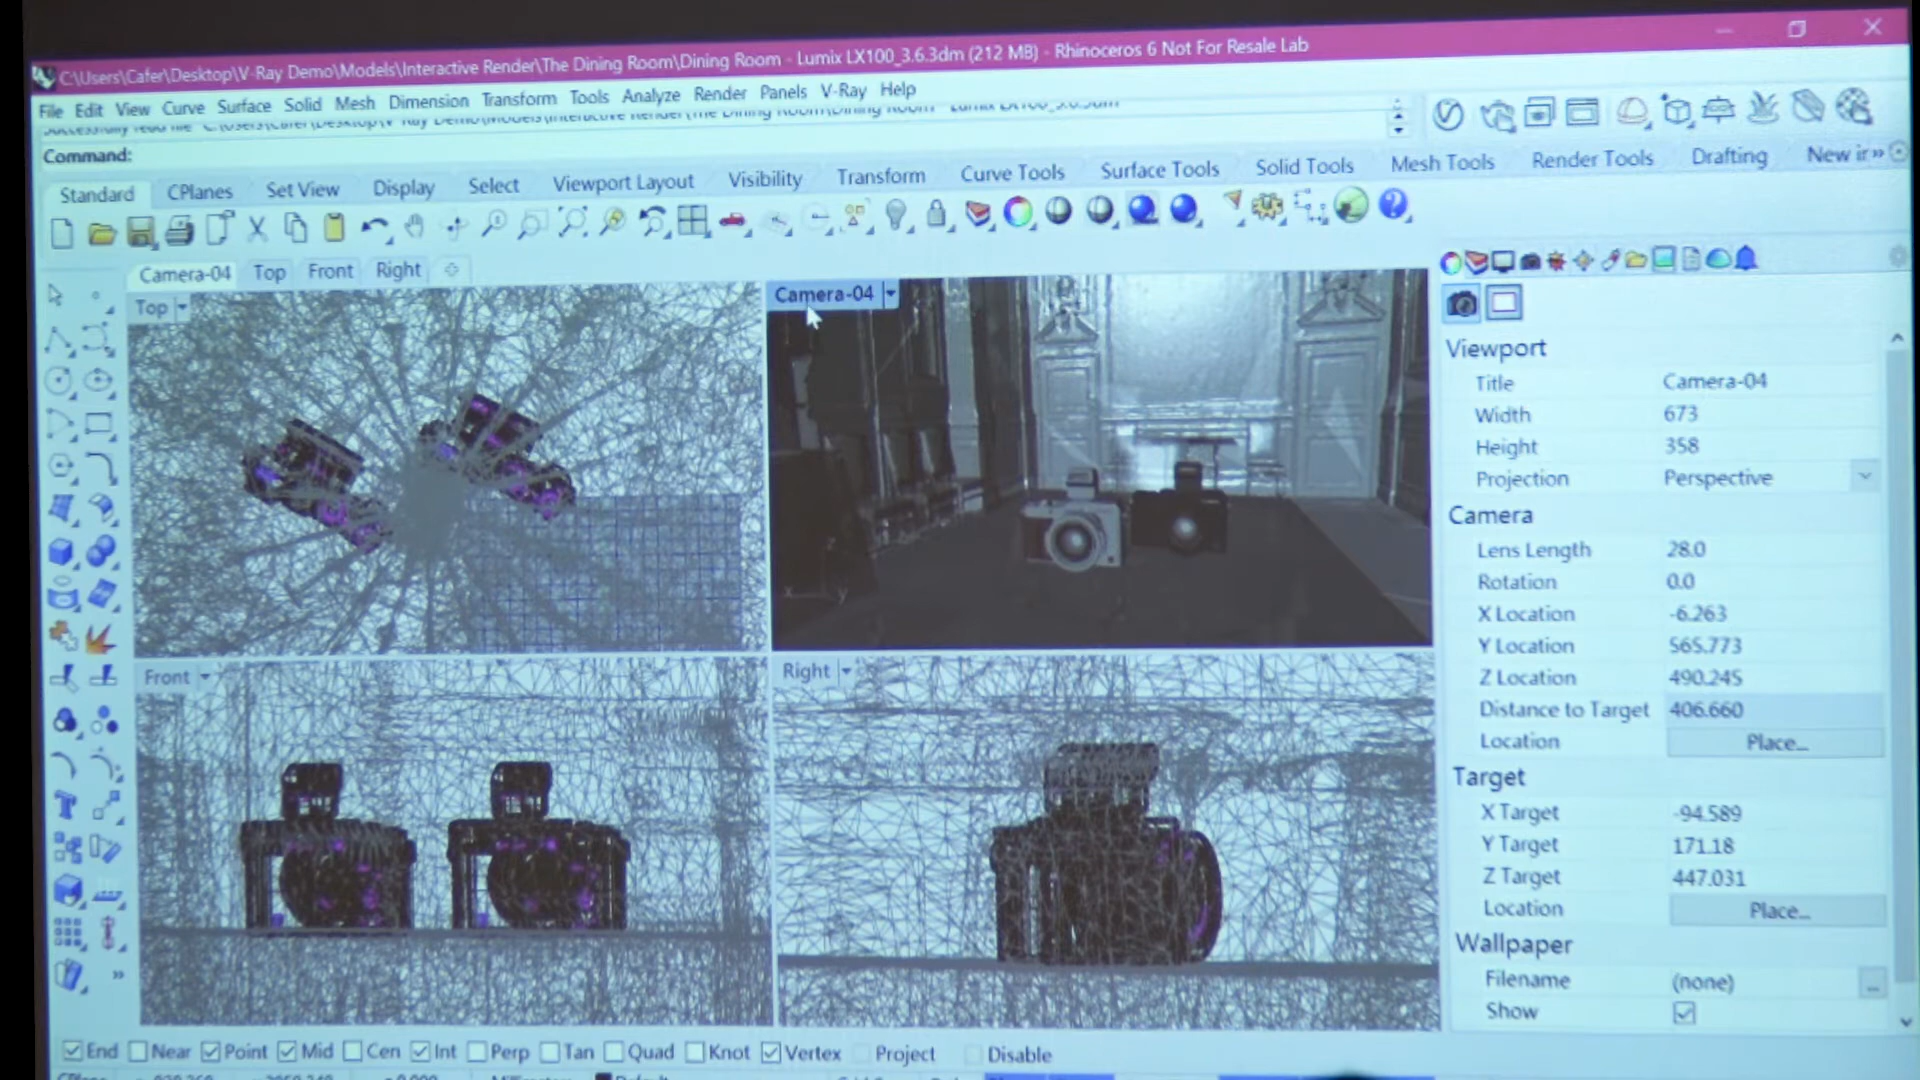 C:\Users\Cafer\Desktop\V-Ray Demo\Models\Interactive Render\The Dining Room\Dining Room - Lumix LX100_3.6.3dm (212 MB) - Rhinoceros 6 Not For Resale Lab
File Edit View Curve Surface Solid Mesh Dimension Transform Tools Analyze Render Panels V-Ray Help
Command:
Standard CPlanes Set View Display Select Viewport Layout Visibility Transform Curve Tools Surface Tools Solid Tools Mesh Tools Render Tools Drafting New in »
Camera-04 Top Front Right
Top
Camera-04
Front
Right
Viewport
Title Camera-04
Width 673
Height 358
Projection Perspective
Camera
Lens Length 28.0
Rotation 0.0
X Location -6.263
Y Location 565.773
Z Location 490.245
Distance to Target 406.660
Location Place...
Target
X Target -94.589
Y Target 171.18
Z Target 447.031
Location Place...
Wallpaper
Filename (none) ...
Show
End Near Point Mid Cen Int Perp Tan Quad Knot Vertex Project Disable